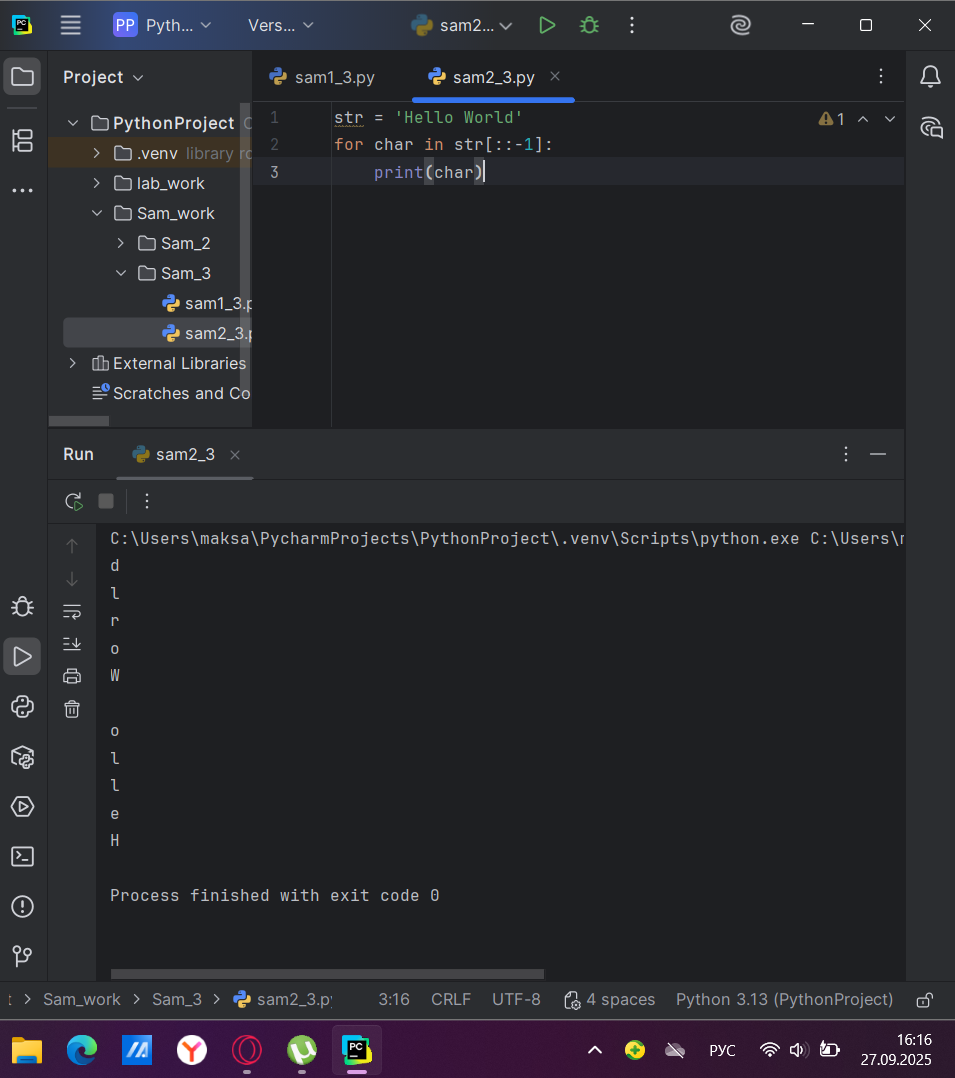 PC
PP Pyth... Vers... sam2...
Project
sam1_3.py sam2_3.py
PythonProject
.venv library
lab_work
Sam_work
Sam_2
Sam_3
sam1_3.p
sam2_3.p
External Libraries
Scratches and Co
1 str = 'Hello World'
2 for char in str[::-1]:
3 print(char)
1
Run sam2_3
C:\Users\maksa\PycharmProjects\PythonProject\.venv\Scripts\python.exe C:\Users\
d
l
r
o
W
o
l
l
e
H
Process finished with exit code 0
Sam_work Sam_3 sam2_3.py 3:16 CRLF UTF-8 4 spaces Python 3.13 (PythonProject)
PC
РУС
16:16
27.09.2025